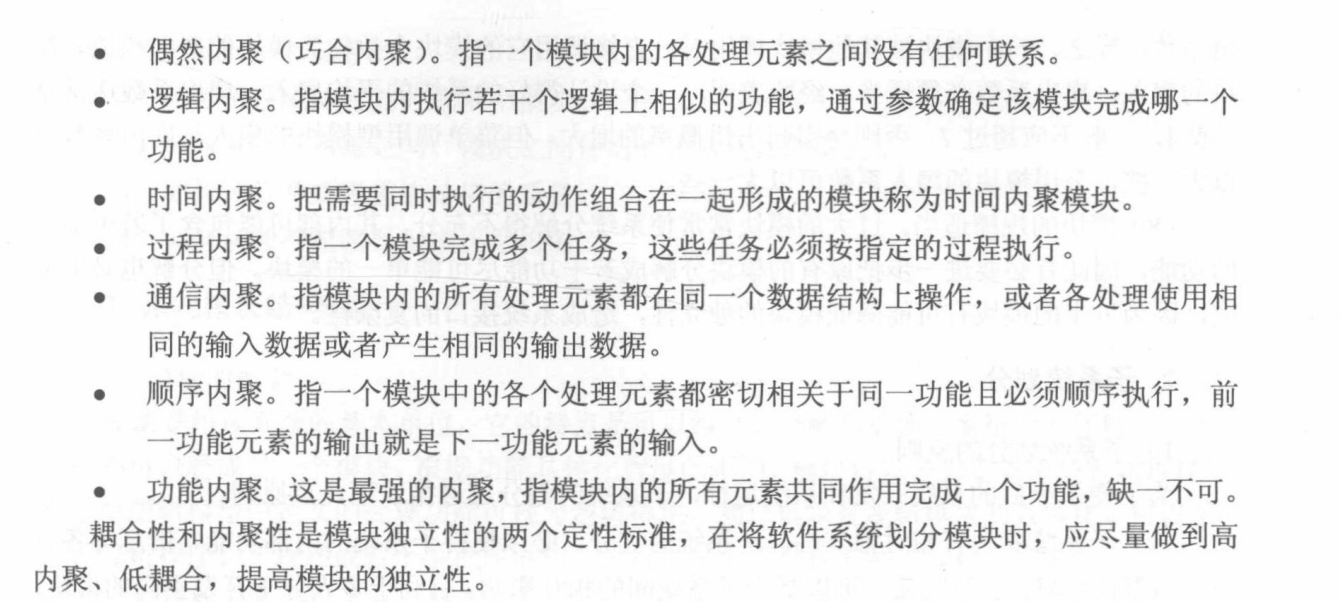 ● 偶然内聚（巧合内聚）。指一个模块内的各处理元素之间没有任何联系。
● 逻辑内聚。指模块内执行若干个逻辑上相似的功能，通过参数确定该模块完成哪一个
功能。
● 时间内聚。把需要同时执行的动作组合在一起形成的模块称为时间内聚模块。
● 过程内聚。指一个模块完成多个任务，这些任务必须按指定的过程执行。
● 通信内聚。指模块内的所有处理元素都在同一个数据结构上操作，或者各处理使用相
同的输入数据或者产生相同的输出数据。
● 顺序内聚。指一个模块中的各个处理元素都密切相关于同一功能且必须顺序执行，前
一功能元素的输出就是下一功能元素的输入。
● 功能内聚。这是最强的内聚，指模块内的所有元素共同作用完成一个功能，缺一不可。
耦合性和内聚性是模块独立性的两个定性标准，在将软件系统划分模块时，应尽量做到高
内聚、低耦合，提高模块的独立性。